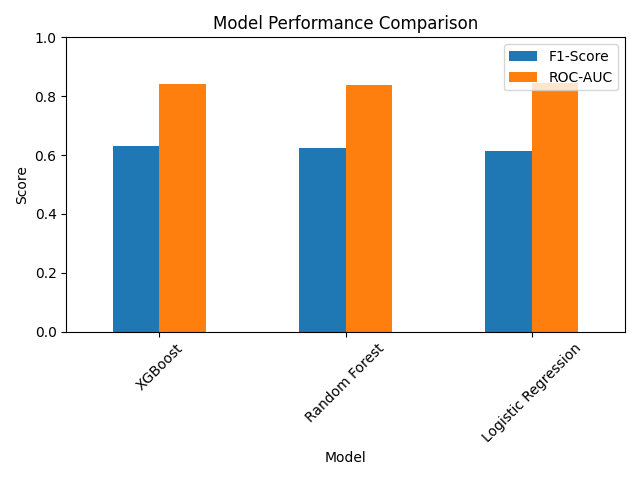 Model Performance Comparison
F1-Score
ROC-AUC
1.0
0.8
0.6
0.4
0.2
0.0
Score
XGBoost
Random Forest
Logistic Regression
Model